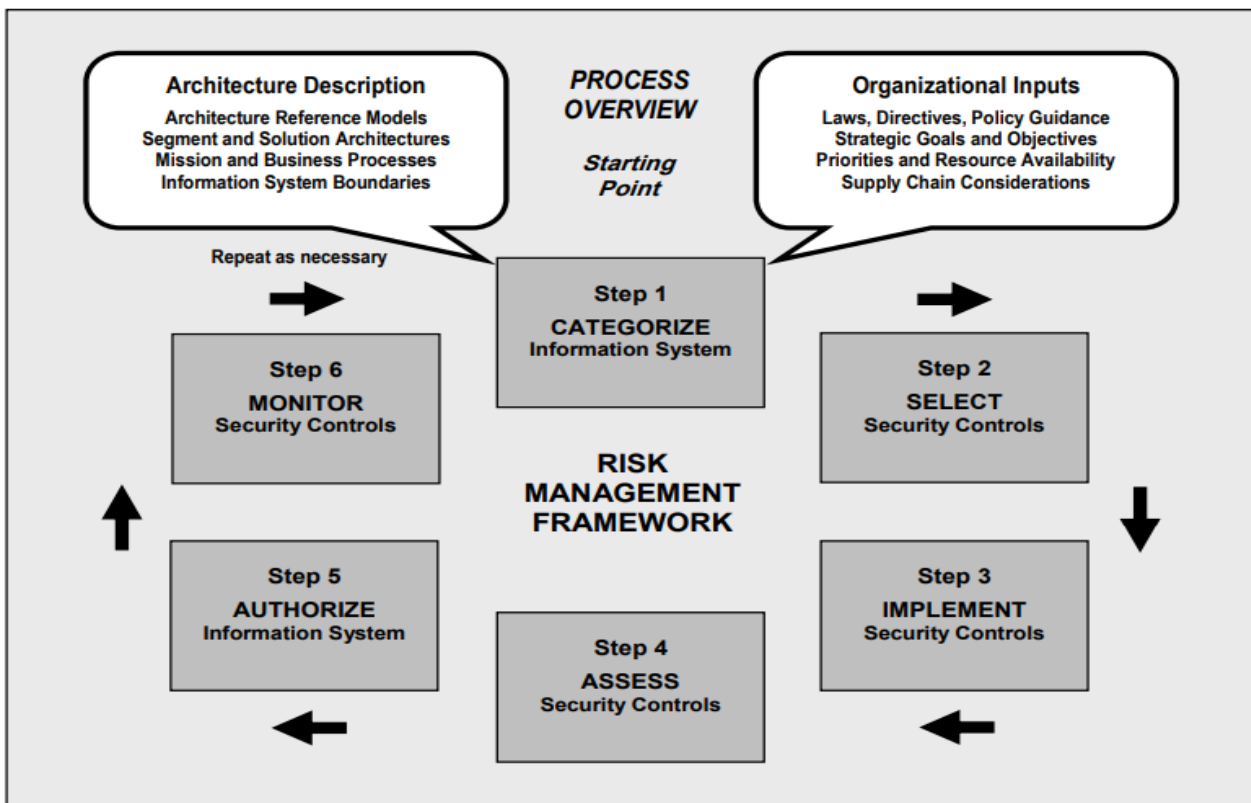 Architecture Description
Architecture Reference Models
Segment and Solution Architectures
Mission and Business Processes
Information System Boundaries
PROCESS
OVERVIEW
Starting
Point
Organizational Inputs
Laws, Directives, Policy Guidance
Strategic Goals and Objectives
Priorities and Resource Availability
Supply Chain Considerations
Repeat as necessary
Step 1
CATEGORIZE
Information System
Step 2
SELECT
Security Controls
Step 3
IMPLEMENT
Security Controls
Step 4
ASSESS
Security Controls
Step 5
AUTHORIZE
Information System
Step 6
MONITOR
Security Controls
RISK
MANAGEMENT
FRAMEWORK